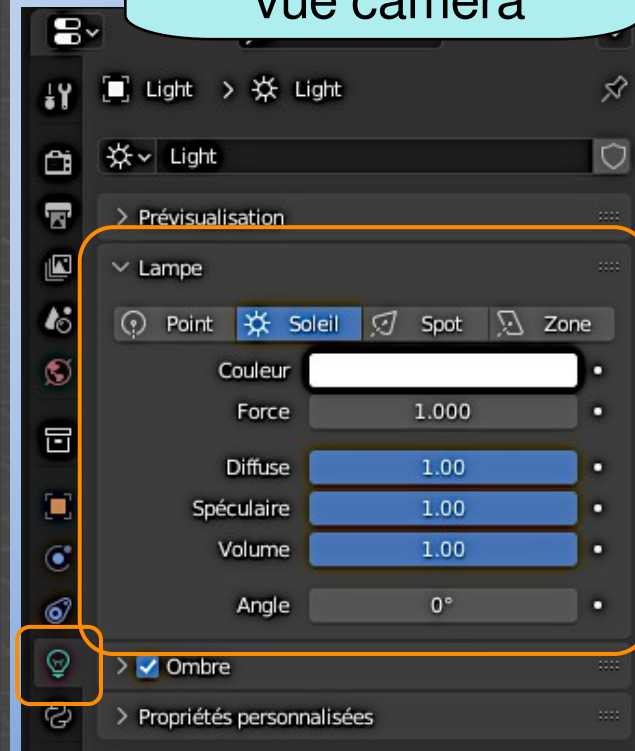 vue caméra
Light > Light
Light
> Prévisualisation
Lampe
Point Soleil Spot Zone
Couleur
Force 1.000
Diffuse 1.00
Spéculaire 1.00
Volume 1.00
Angle 0°
> Ombre
> Propriétés personnalisées